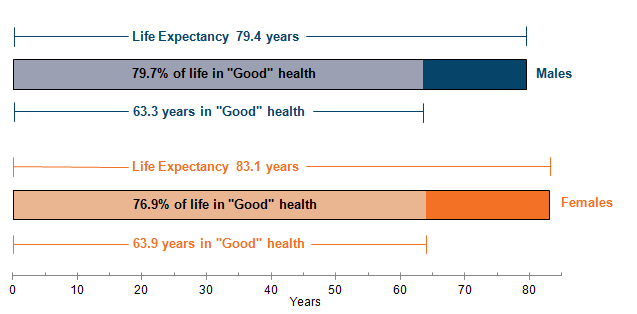 Life Expectancy 79.4 years
79.7% of life in "Good" health
Males
63.3 years in "Good" health
Life Expectancy 83.1 years
76.9% of life in "Good" health
Females
63.9 years in "Good" health
0 10 20 30 40 50 60 70 80
Years